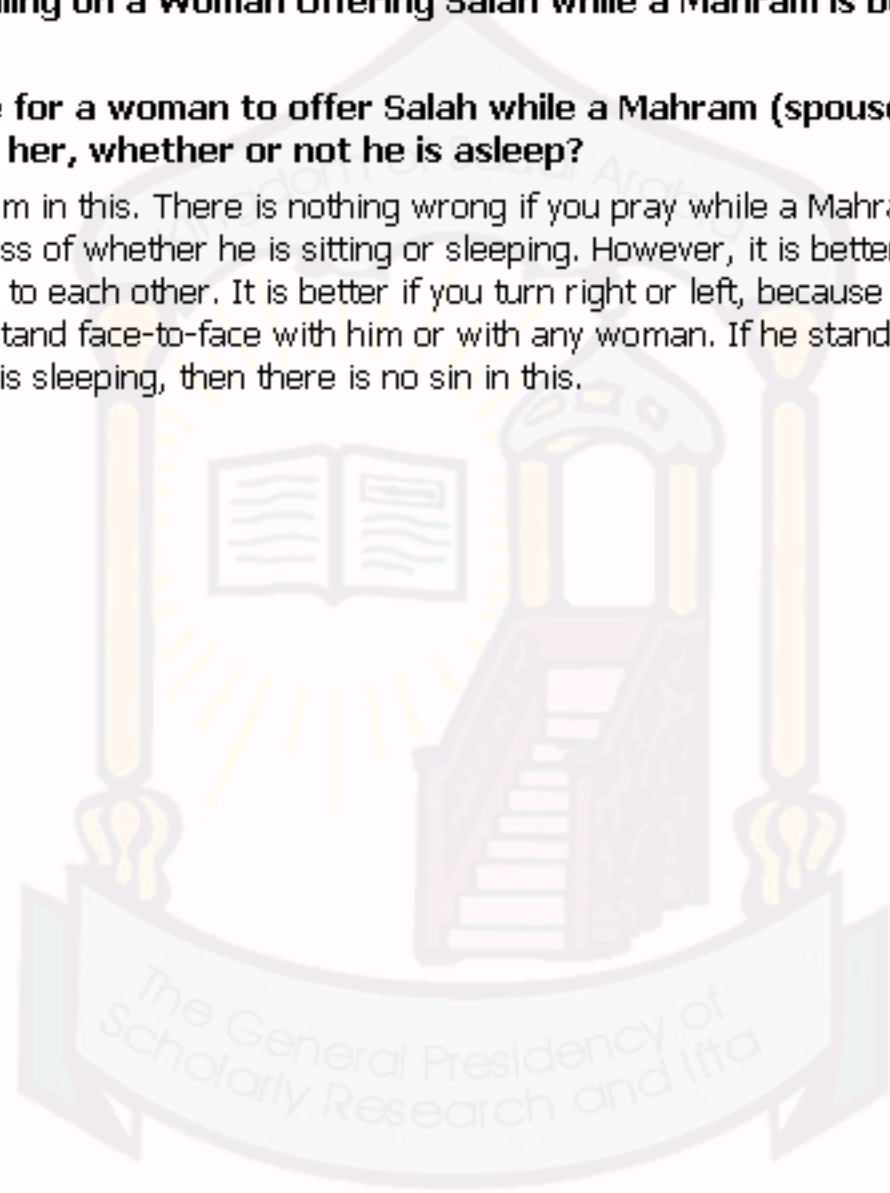 on a Woman Offering Salah while a Mahram is
for a woman to offer Salah while a Mahram (spouse
her, whether or not he is asleep?
m in this. There is nothing wrong if you pray while a Mahra
ss of whether he is sitting or sleeping. However, it is better
to each other. It is better if you turn right or left, because
tand face-to-face with him or with any woman. If he stand
is sleeping, then there is no sin in this.
Kingdom of Saudi Arabia
The General Presidency of
Scholarly Research and Ifta